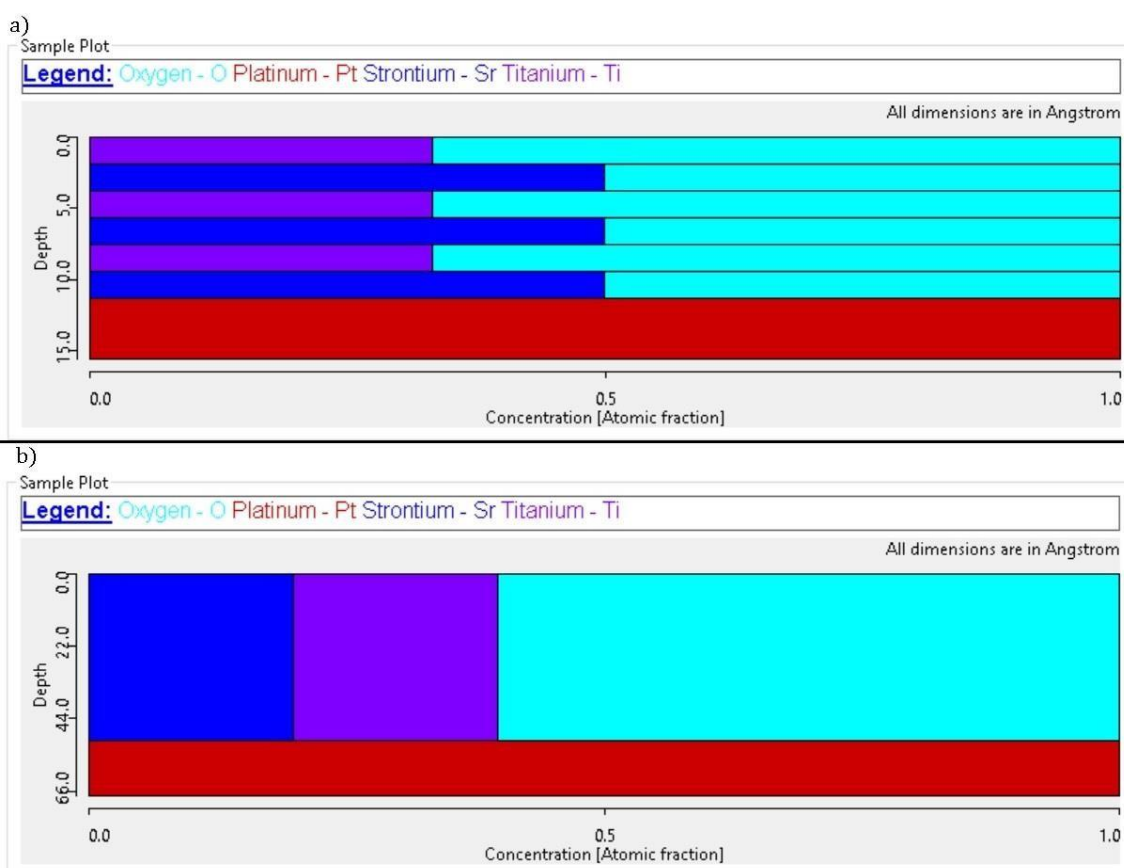 a)
Sample Plot
Legend: Oxygen - O Platinum - Pt Strontium - Sr Titanium - Ti
All dimensions are in Angstrom
0.0
5.0
10.0
15.0
Depth
0.0 0.5 1.0
Concentration [Atomic fraction]
b)
Sample Plot
Legend: Oxygen - O Platinum - Pt Strontium - Sr Titanium - Ti
All dimensions are in Angstrom
0.0
22.0
44.0
66.0
Depth
0.0 0.5 1.0
Concentration [Atomic fraction]